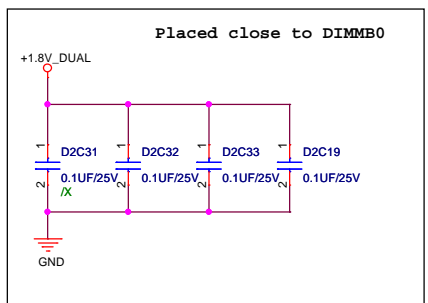 Placed close to DIMMB0
+1.8V_DUAL
1 1 1 1
D2C31 D2C32 D2C33 D2C19
0.1UF/25V 0.1UF/25V 0.1UF/25V 0.1UF/25V
2 2 2 2
/X
GND